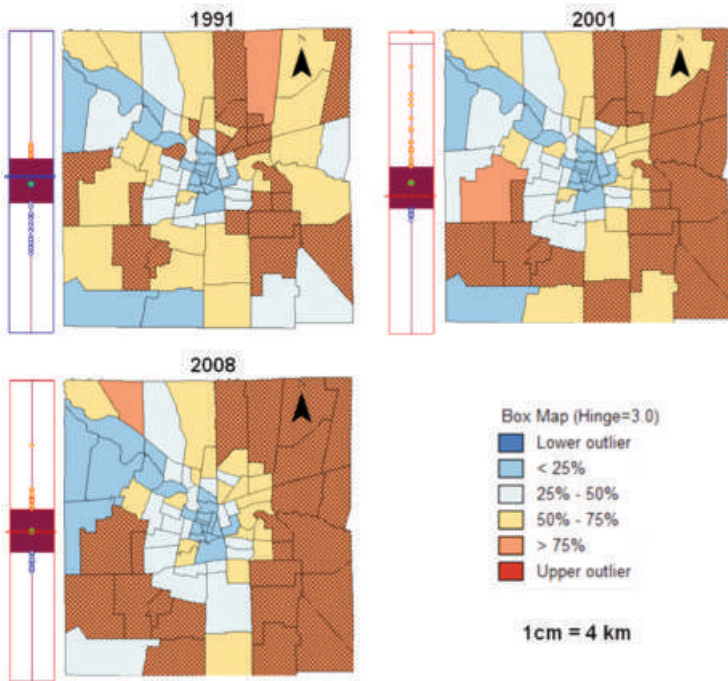 1991
2001
2008
Box Map (Hinge=3.0)
Lower outlier
< 25%
25% - 50%
50% - 75%
> 75%
Upper outlier
1cm = 4 km